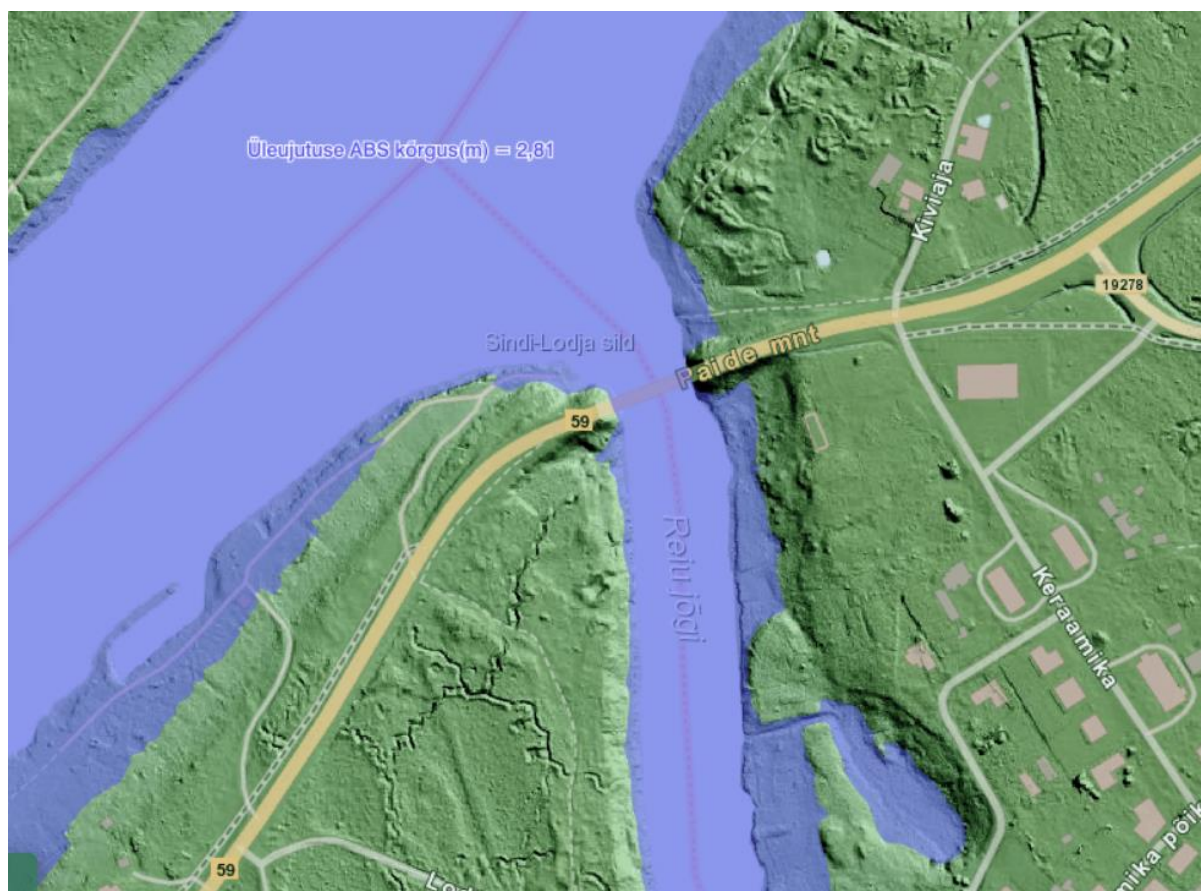 Üleujutuse ABS kõrgus(m) = 2,81
Kiviaja
19278
Sindi-Lodja sild
Paide mnt
59
Reiu jõgi
Keraamika
59